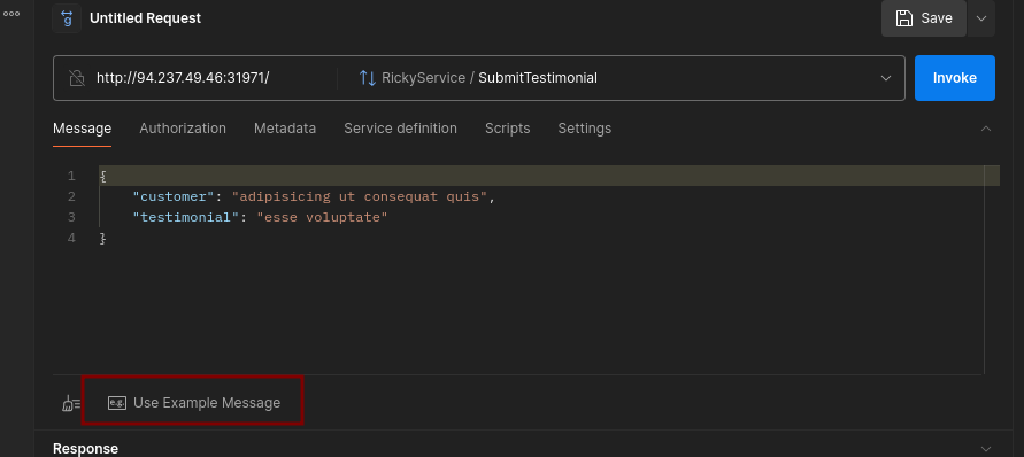 Untitled Request
Save
http://94.237.49.46:31971/
RickyService / SubmitTestimonial
Invoke
Message Authorization Metadata Service definition Scripts Settings
1 {
2 "customer": "adipisicing ut consequat quis",
3 "testimonial": "esse voluptate"
4 }
e.g. Use Example Message
Response